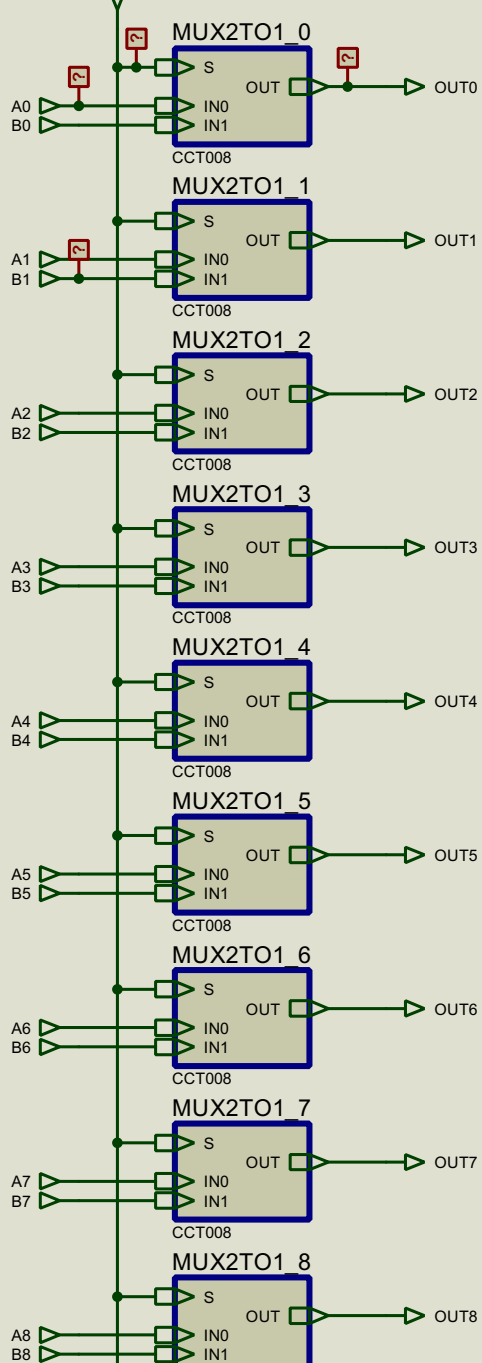 MUX2TO1_0
?
?
?
S
OUT
OUT0
A0
IN0
B0
IN1
CCT008
MUX2TO1_1
S
OUT
OUT1
?
A1
IN0
B1
IN1
CCT008
MUX2TO1_2
S
OUT
OUT2
A2
IN0
B2
IN1
CCT008
MUX2TO1_3
S
OUT
OUT3
A3
IN0
B3
IN1
CCT008
MUX2TO1_4
S
OUT
OUT4
A4
IN0
B4
IN1
CCT008
MUX2TO1_5
S
OUT
OUT5
A5
IN0
B5
IN1
CCT008
MUX2TO1_6
S
OUT
OUT6
A6
IN0
B6
IN1
CCT008
MUX2TO1_7
S
OUT
OUT7
A7
IN0
B7
IN1
CCT008
MUX2TO1_8
S
OUT
OUT8
A8
IN0
B8
IN1